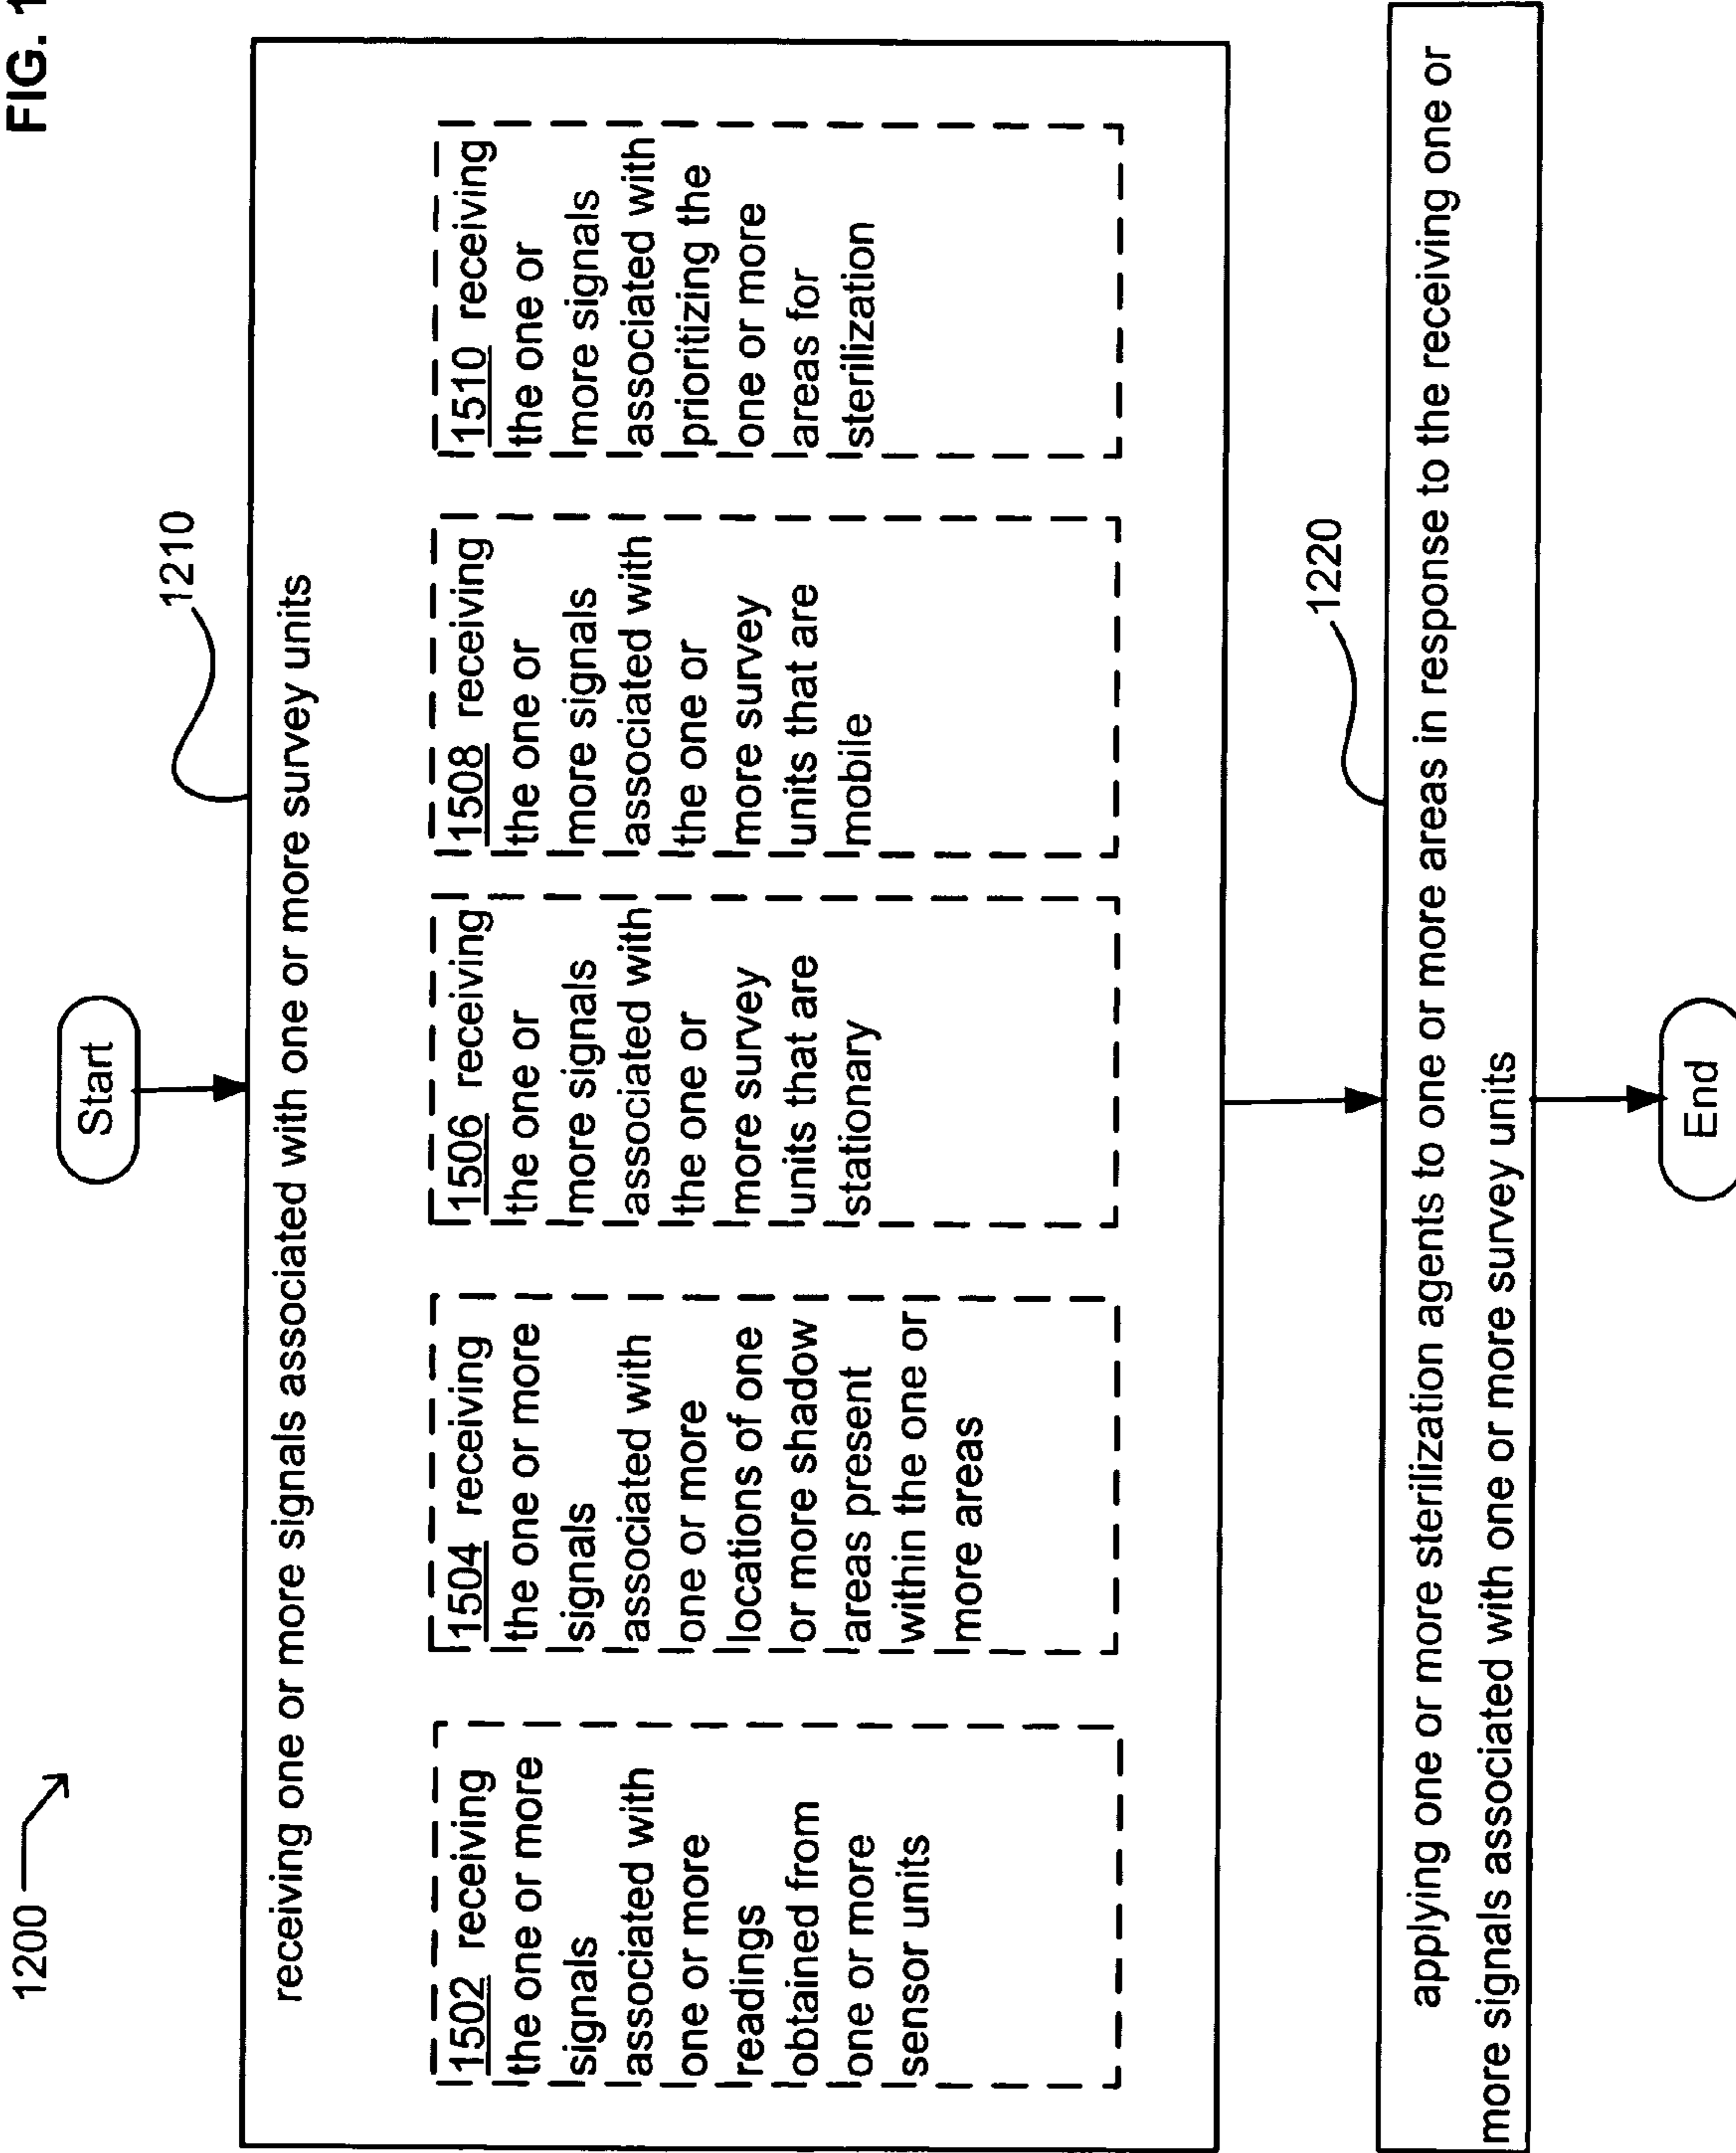 FIG. 1
1200
Start
1210
receiving one or more signals associated with one or more survey units
1502 receiving
the one or more
signals
associated with
one or more
readings
obtained from
one or more
sensor units
1504 receiving
the one or more
signals
associated with
one or more
locations of one
or more shadow
areas present
within the one or
more areas
1506 receiving
the one or
more signals
associated with
the one or
more survey
units that are
stationary
1508 receiving
the one or
more signals
associated with
the one or
more survey
units that are
mobile
1510 receiving
the one or
more signals
associated with
prioritizing the
one or more
areas for
sterilization
1220
applying one or more sterilization agents to one or more areas in response to the receiving one or
more signals associated with one or more survey units
End